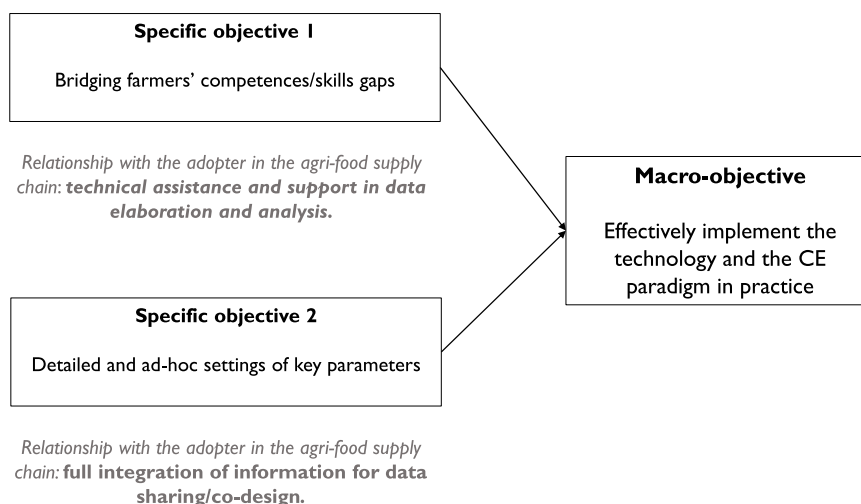 Specific objective 1
Bridging farmers' competences/skills gaps
Relationship with the adopter in the agri-food supply
chain: technical assistance and support in data
elaboration and analysis.
Macro-objective
Effectively implement the
technology and the CE
paradigm in practice
Specific objective 2
Detailed and ad-hoc settings of key parameters
Relationship with the adopter in the agri-food supply
chain: full integration of information for data
sharing/co-design.